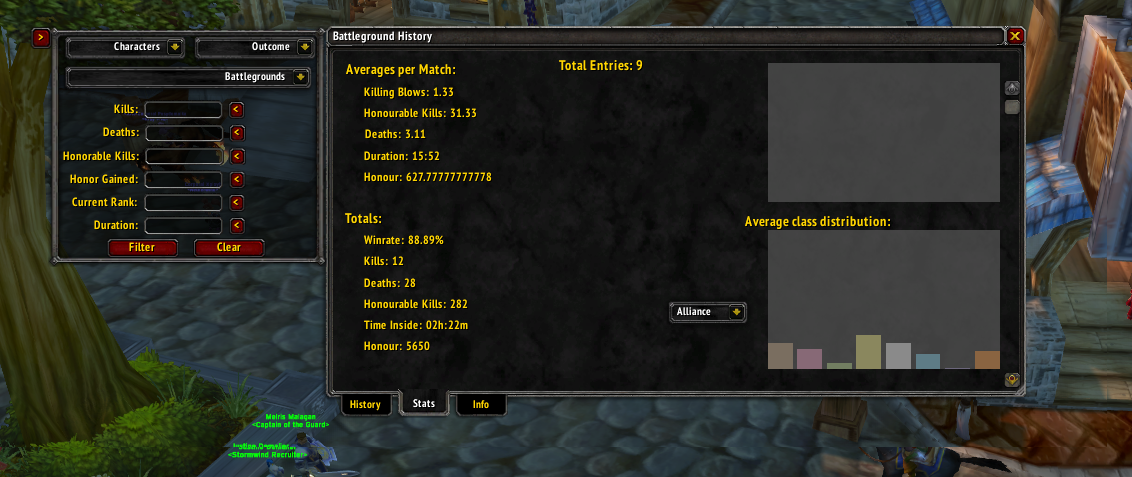 Characters
Outcome
Battlegrounds
Kills:
Deaths:
Honorable Kills:
Honor Gained:
Current Rank:
Duration:
Filter
Clear
Battleground History
Averages per Match:
Total Entries: 9
Killing Blows: 1.33
Honourable Kills: 31.33
Deaths: 3.11
Duration: 15:52
Honour: 627.77777777778
Totals:
Winrate: 88.89%
Kills: 12
Deaths: 28
Honourable Kills: 282
Time Inside: 02h:22m
Honour: 5650
Average class distribution:
Alliance
History
Stats
Info
<Captain of the Guard>
<Stormwind Recruiter>